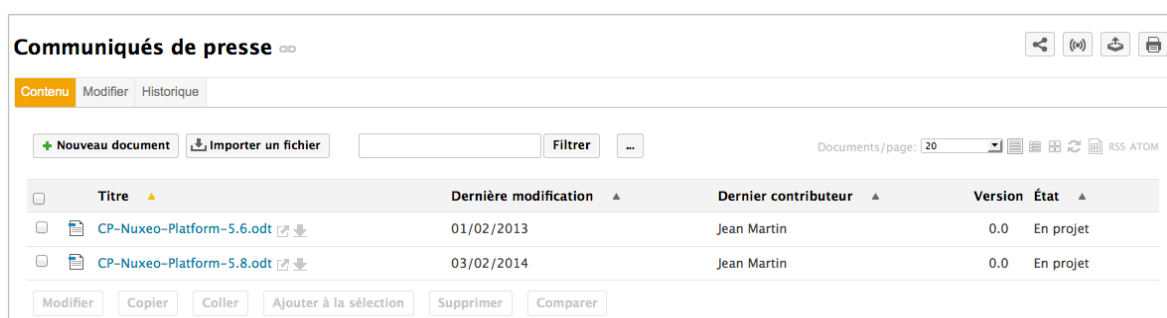 Communiqués de presse
Contenu Modifier Historique
Nouveau document Importer un fichier Filtrer ... Documents/page: 20 RSS ATOM
Titre Dernière modification Dernier contributeur Version État
CP-Nuxeo-Platform-5.6.odt 01/02/2013 Jean Martin 0.0 En projet
CP-Nuxeo-Platform-5.8.odt 03/02/2014 Jean Martin 0.0 En projet
Modifier Copier Coller Ajouter à la sélection Supprimer Comparer